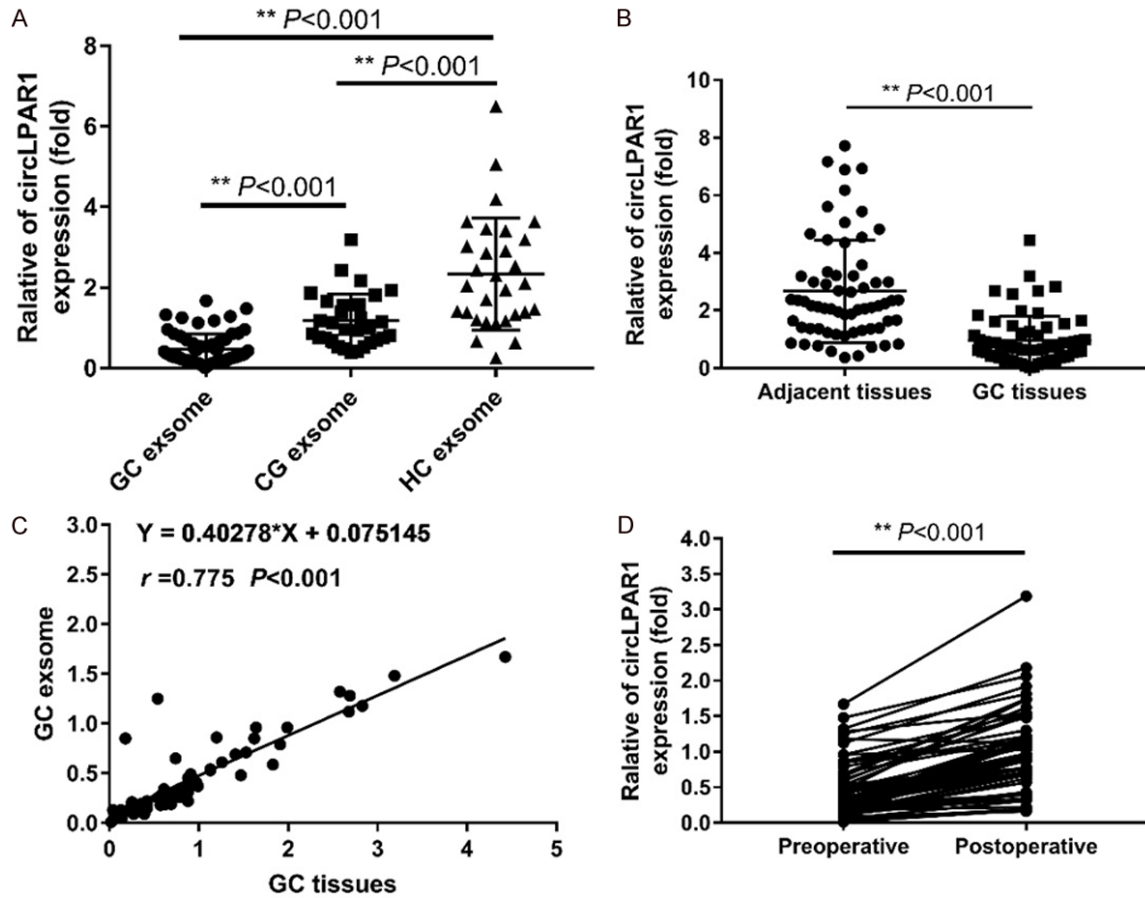 A
** P<0.001
** P<0.001
** P<0.001
Ralative of circLPAR1
expression (fold)
8
6
4
2
0
GC exsome
CG exsome
HC exsome
B
** P<0.001
Ralative of circLPAR1
expression (fold)
10
8
6
4
2
0
Adjacent tissues
GC tissues
C
Y = 0.40278*X + 0.075145
r =0.775 P<0.001
GC exsome
3.0
2.5
2.0
1.5
1.0
0.5
0.0
0 1 2 3 4 5
GC tissues
D
** P<0.001
Ralative of circLPAR1
expression (fold)
4.0
3.5
3.0
2.5
2.0
1.5
1.0
0.5
0.0
Preoperative
Postoperative